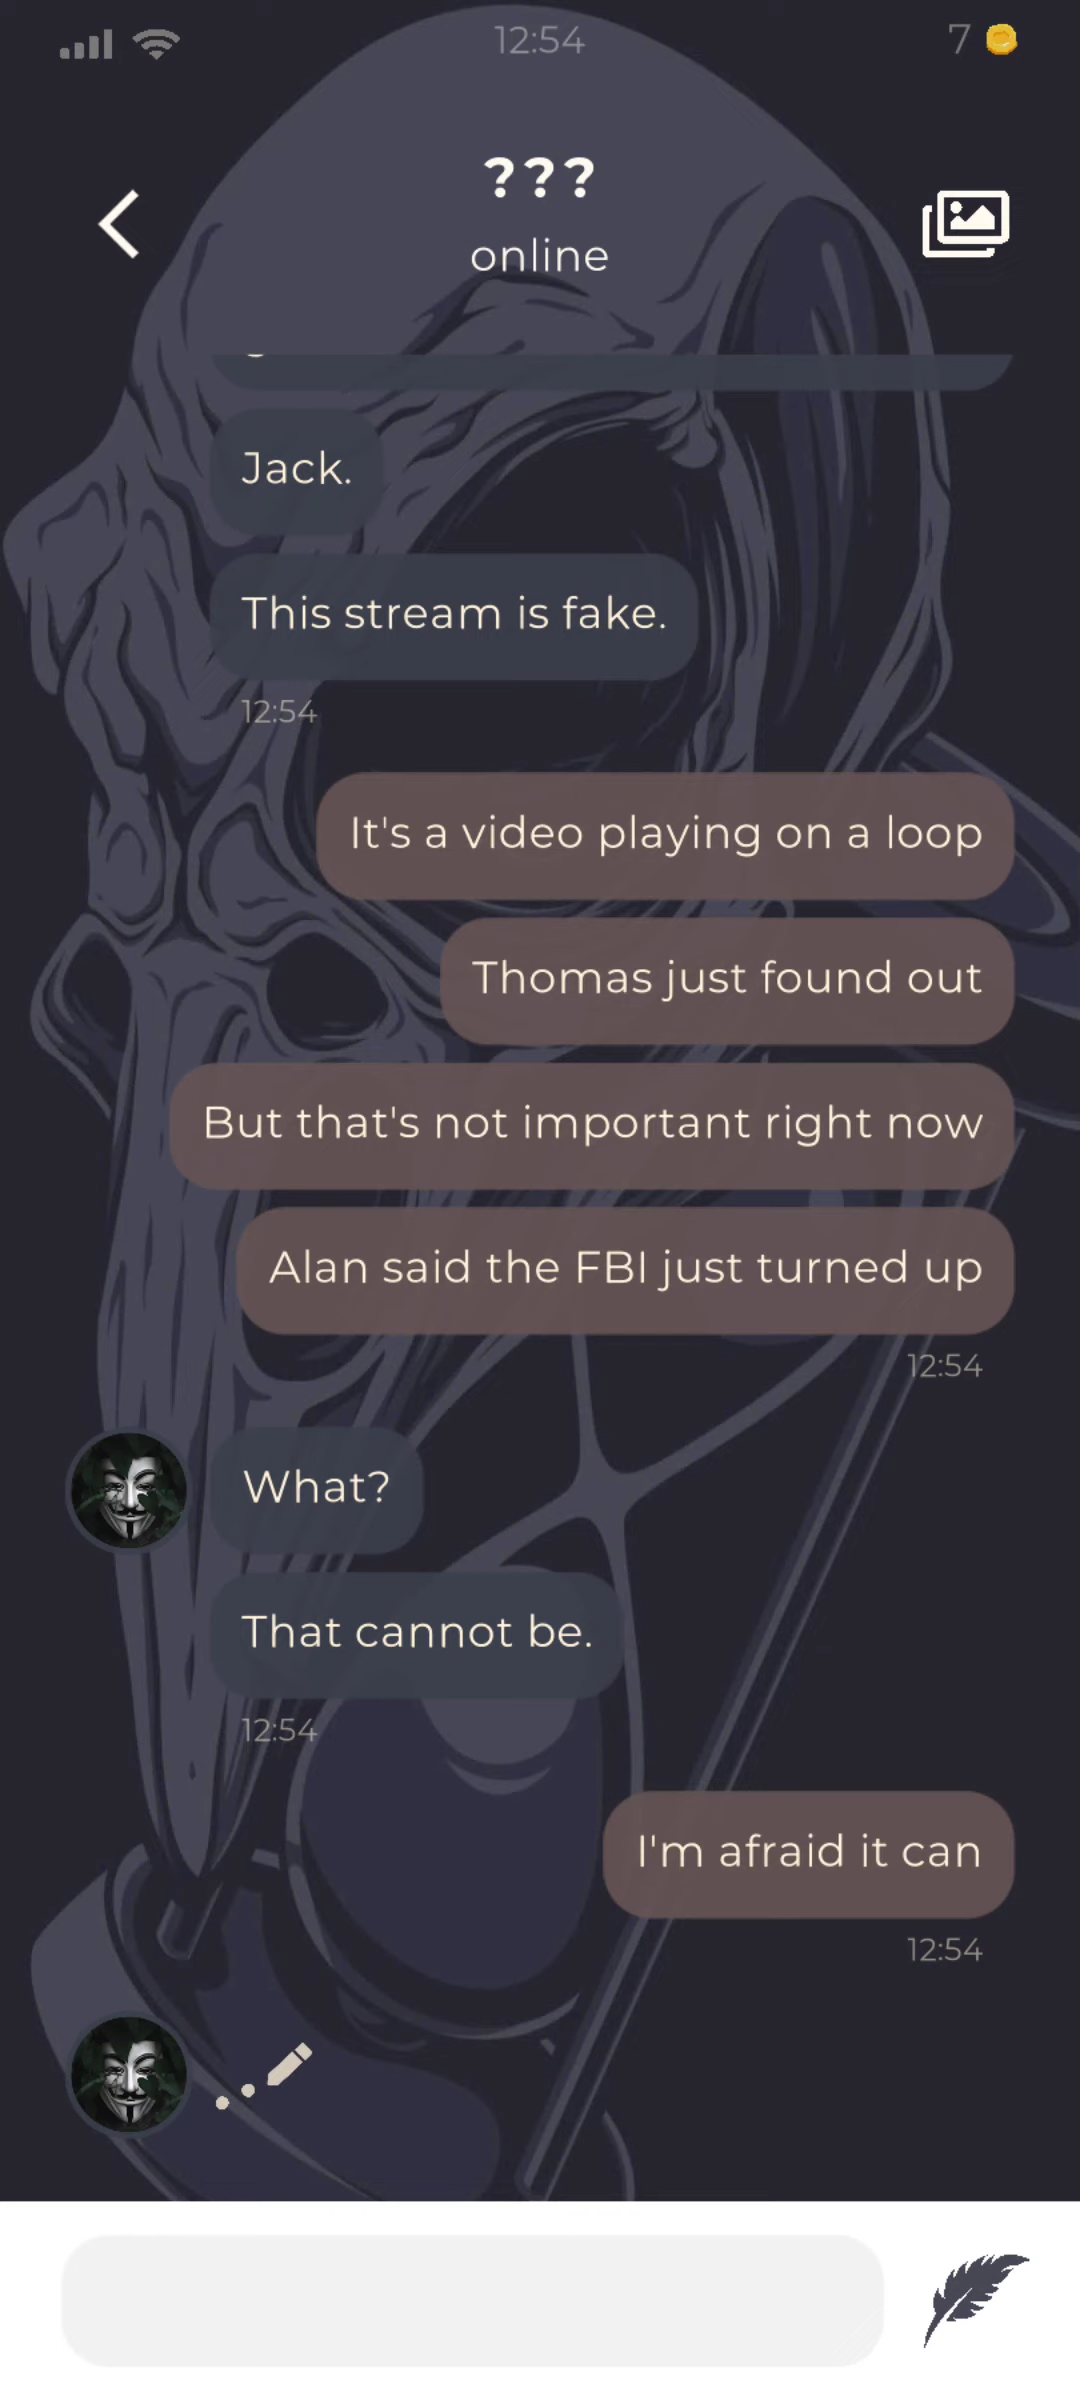 12:54
7
???
online
Jack.
This stream is fake.
12:54
It's a video playing on a loop
Thomas just found out
But that's not important right now
Alan said the FBI just turned up
12:54
What?
That cannot be.
12:54
I'm afraid it can
12:54